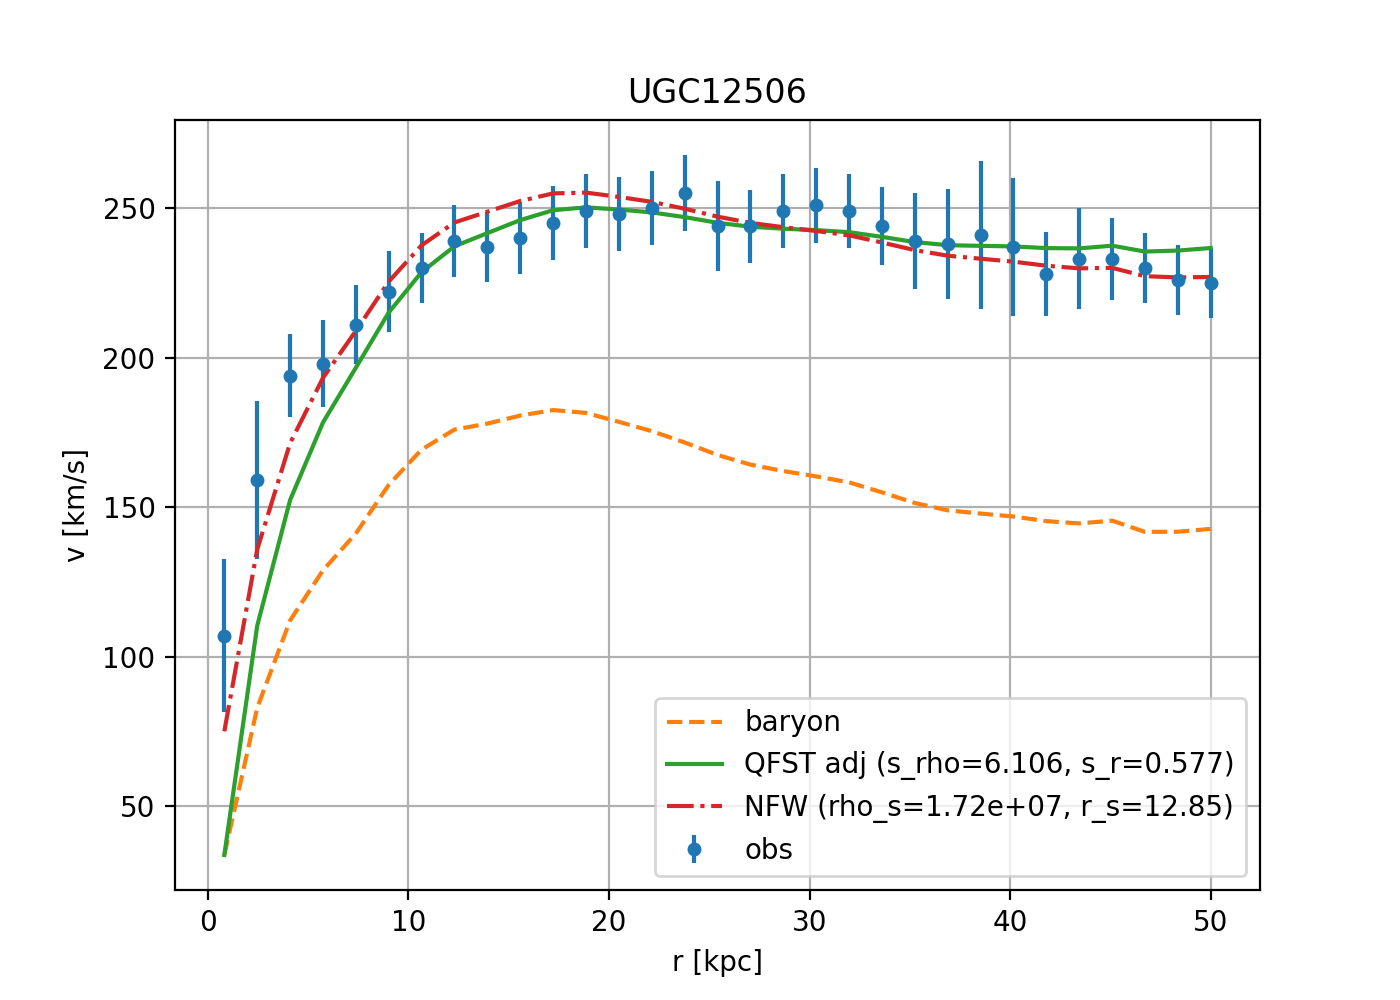 UGC12506
250
200
150
100
50
v [km/s]
baryon
QFST adj (s_rho=6.106, s_r=0.577)
NFW (rho_s=1.72e+07, r_s=12.85)
obs
0 10 20 30 40 50
r [kpc]